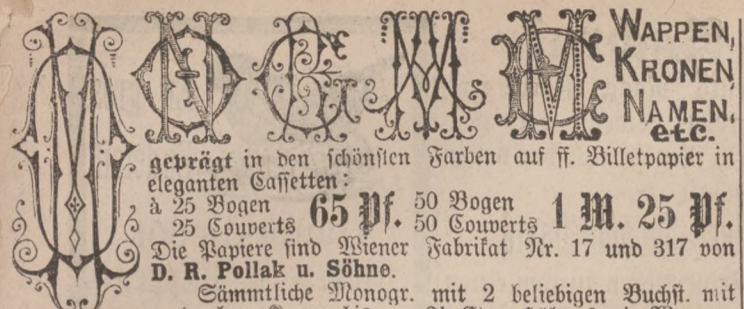 WAPPEN,
KRONEN,
NAMEN,
etc.
geprägt in den schönsten Farben auf ff. Billetpapier in
eleganten Cassetten:
à 25 Bogen 65 Pf. 50 Bogen 1 M. 25 Pf.
25 Couverts 50 Couverts
Die Papiere sind Wiener Fabrikat Nr. 17 und 317 von
D. R. Pollak u. Söhne.
Sämmtliche Monogr. mit 2 beliebigen Buchst. mit